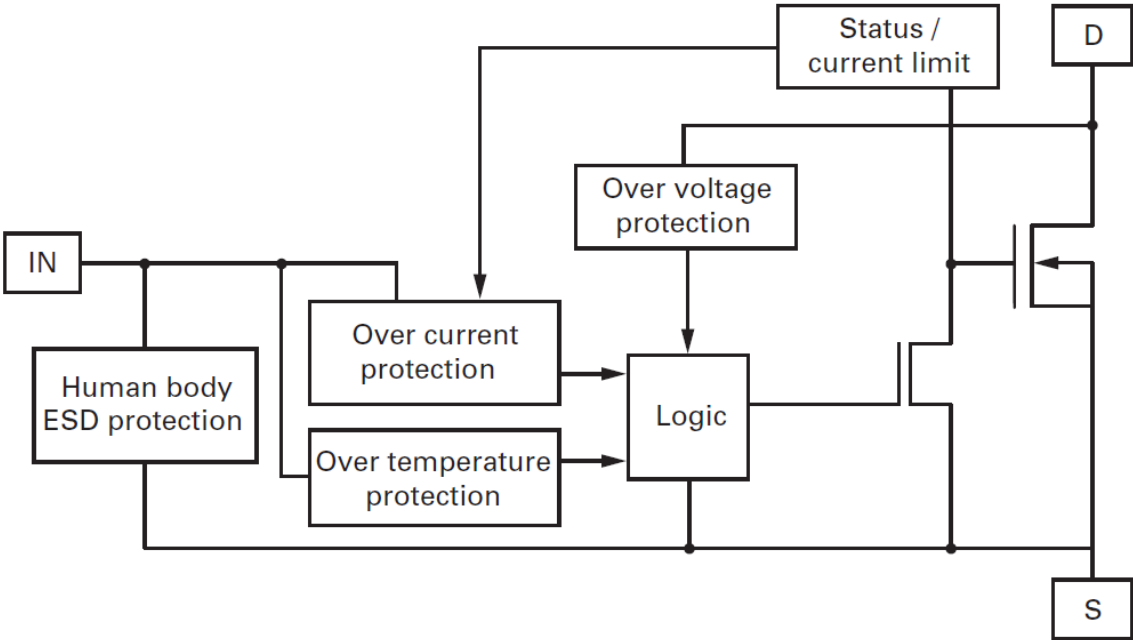 Status /
current limit
D
Over voltage
protection
IN
Over current
protection
Human body
ESD protection
Logic
Over temperature
protection
S